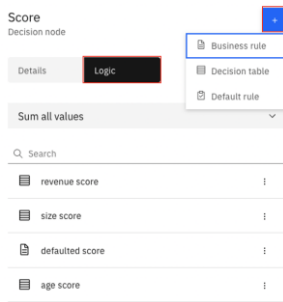 Score
Decision node
+
Business rule
Details
Logic
Decision table
Default rule
Sum all values
Search
revenue score
size score
defaulted score
age score